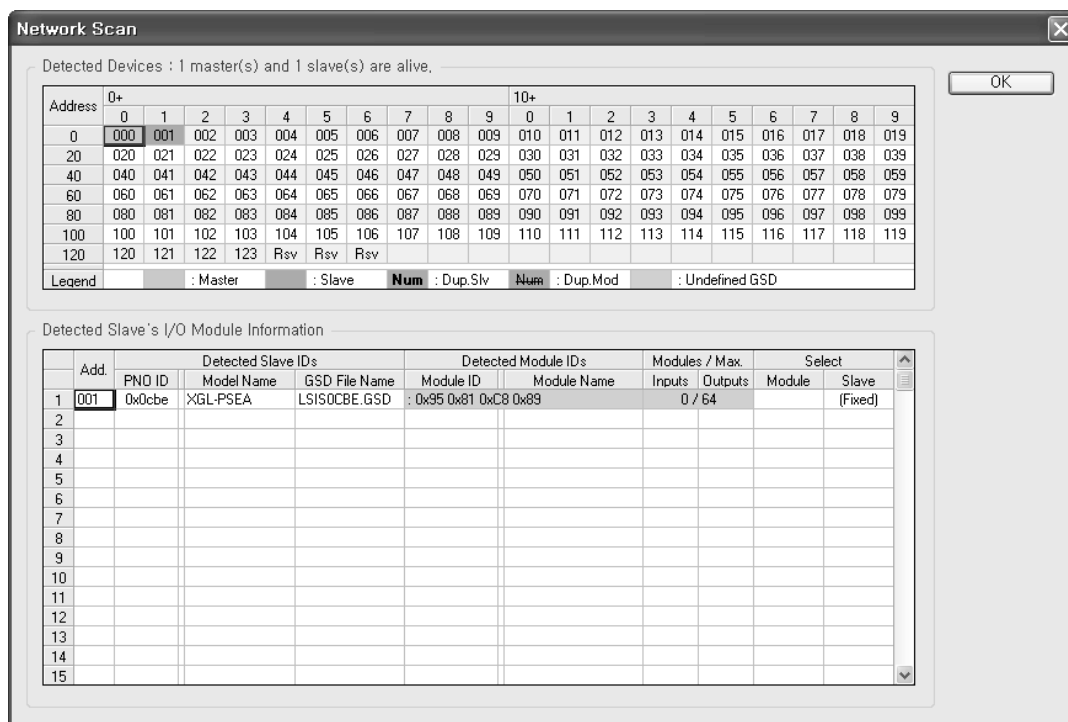 Network Scan
Detected Devices : 1 master(s) and 1 slave(s) are alive,
OK
Address 0+ 10+
0 1 2 3 4 5 6 7 8 9 0 1 2 3 4 5 6 7 8 9
0 000 001 002 003 004 005 006 007 008 009 010 011 012 013 014 015 016 017 018 019
20 020 021 022 023 024 025 026 027 028 029 030 031 032 033 034 035 036 037 038 039
40 040 041 042 043 044 045 046 047 048 049 050 051 052 053 054 055 056 057 058 059
60 060 061 062 063 064 065 066 067 068 069 070 071 072 073 074 075 076 077 078 079
80 080 081 082 083 084 085 086 087 088 089 090 091 092 093 094 095 096 097 098 099
100 100 101 102 103 104 105 106 107 108 109 110 111 112 113 114 115 116 117 118 119
120 120 121 122 123 Rsv Rsv Rsv
Legend : Master : Slave Num : Dup.Slv Num : Dup.Mod : Undefined GSD
Detected Slave's I/O Module Information
Add. Detected Slave IDs Detected Module IDs Modules / Max. Select
PNO ID Model Name GSD File Name Module ID Module Name Inputs Outputs Module Slave
1 001 0x0cbe XGL-PSEA LSIS0CBE.GSD : 0x95 0x81 0xC8 0x89 0 / 64 (Fixed)
2
3
4
5
6
7
8
9
10
11
12
13
14
15